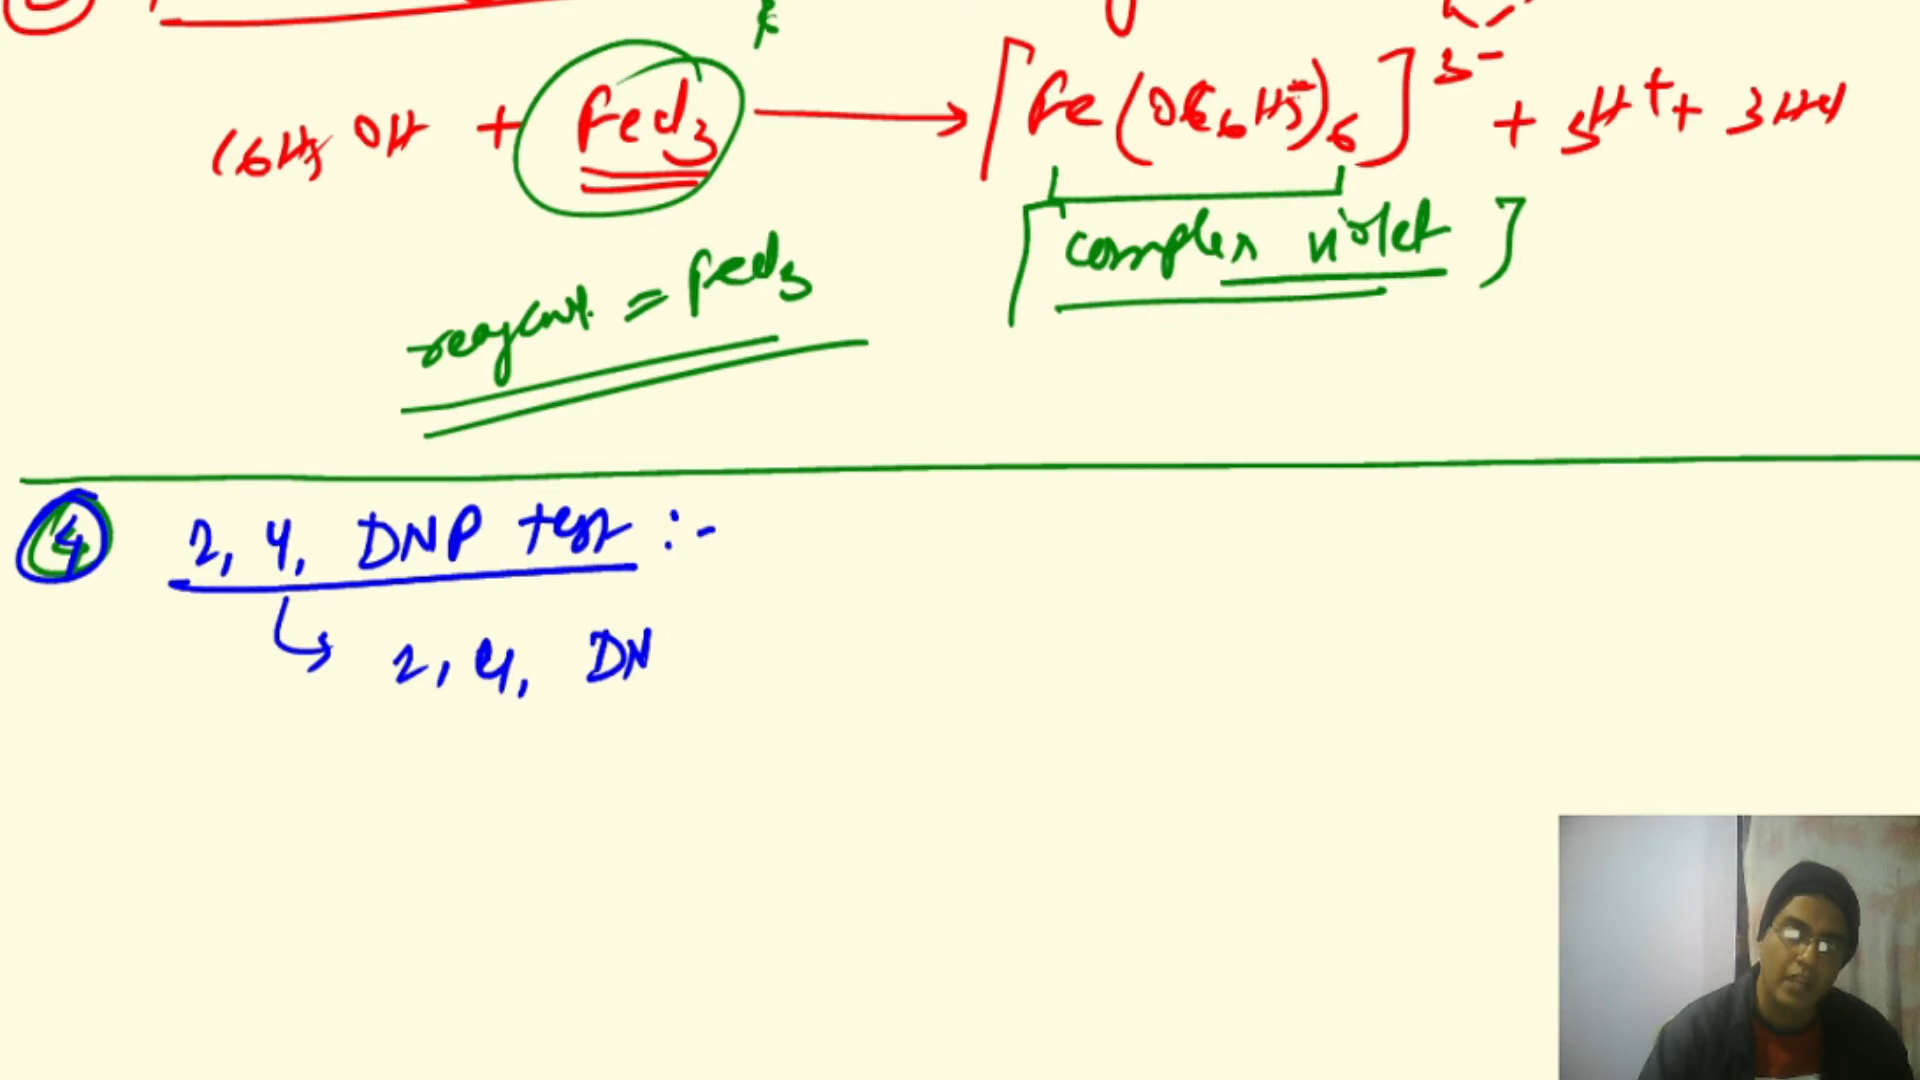 C6H5OH + FeCl3 → [Fe(OC6H5)6]3- + 3H+ + 3HCl
[complex violet]
reagent = FeCl3
4 2, 4, DNP test :-
2, 4, DN